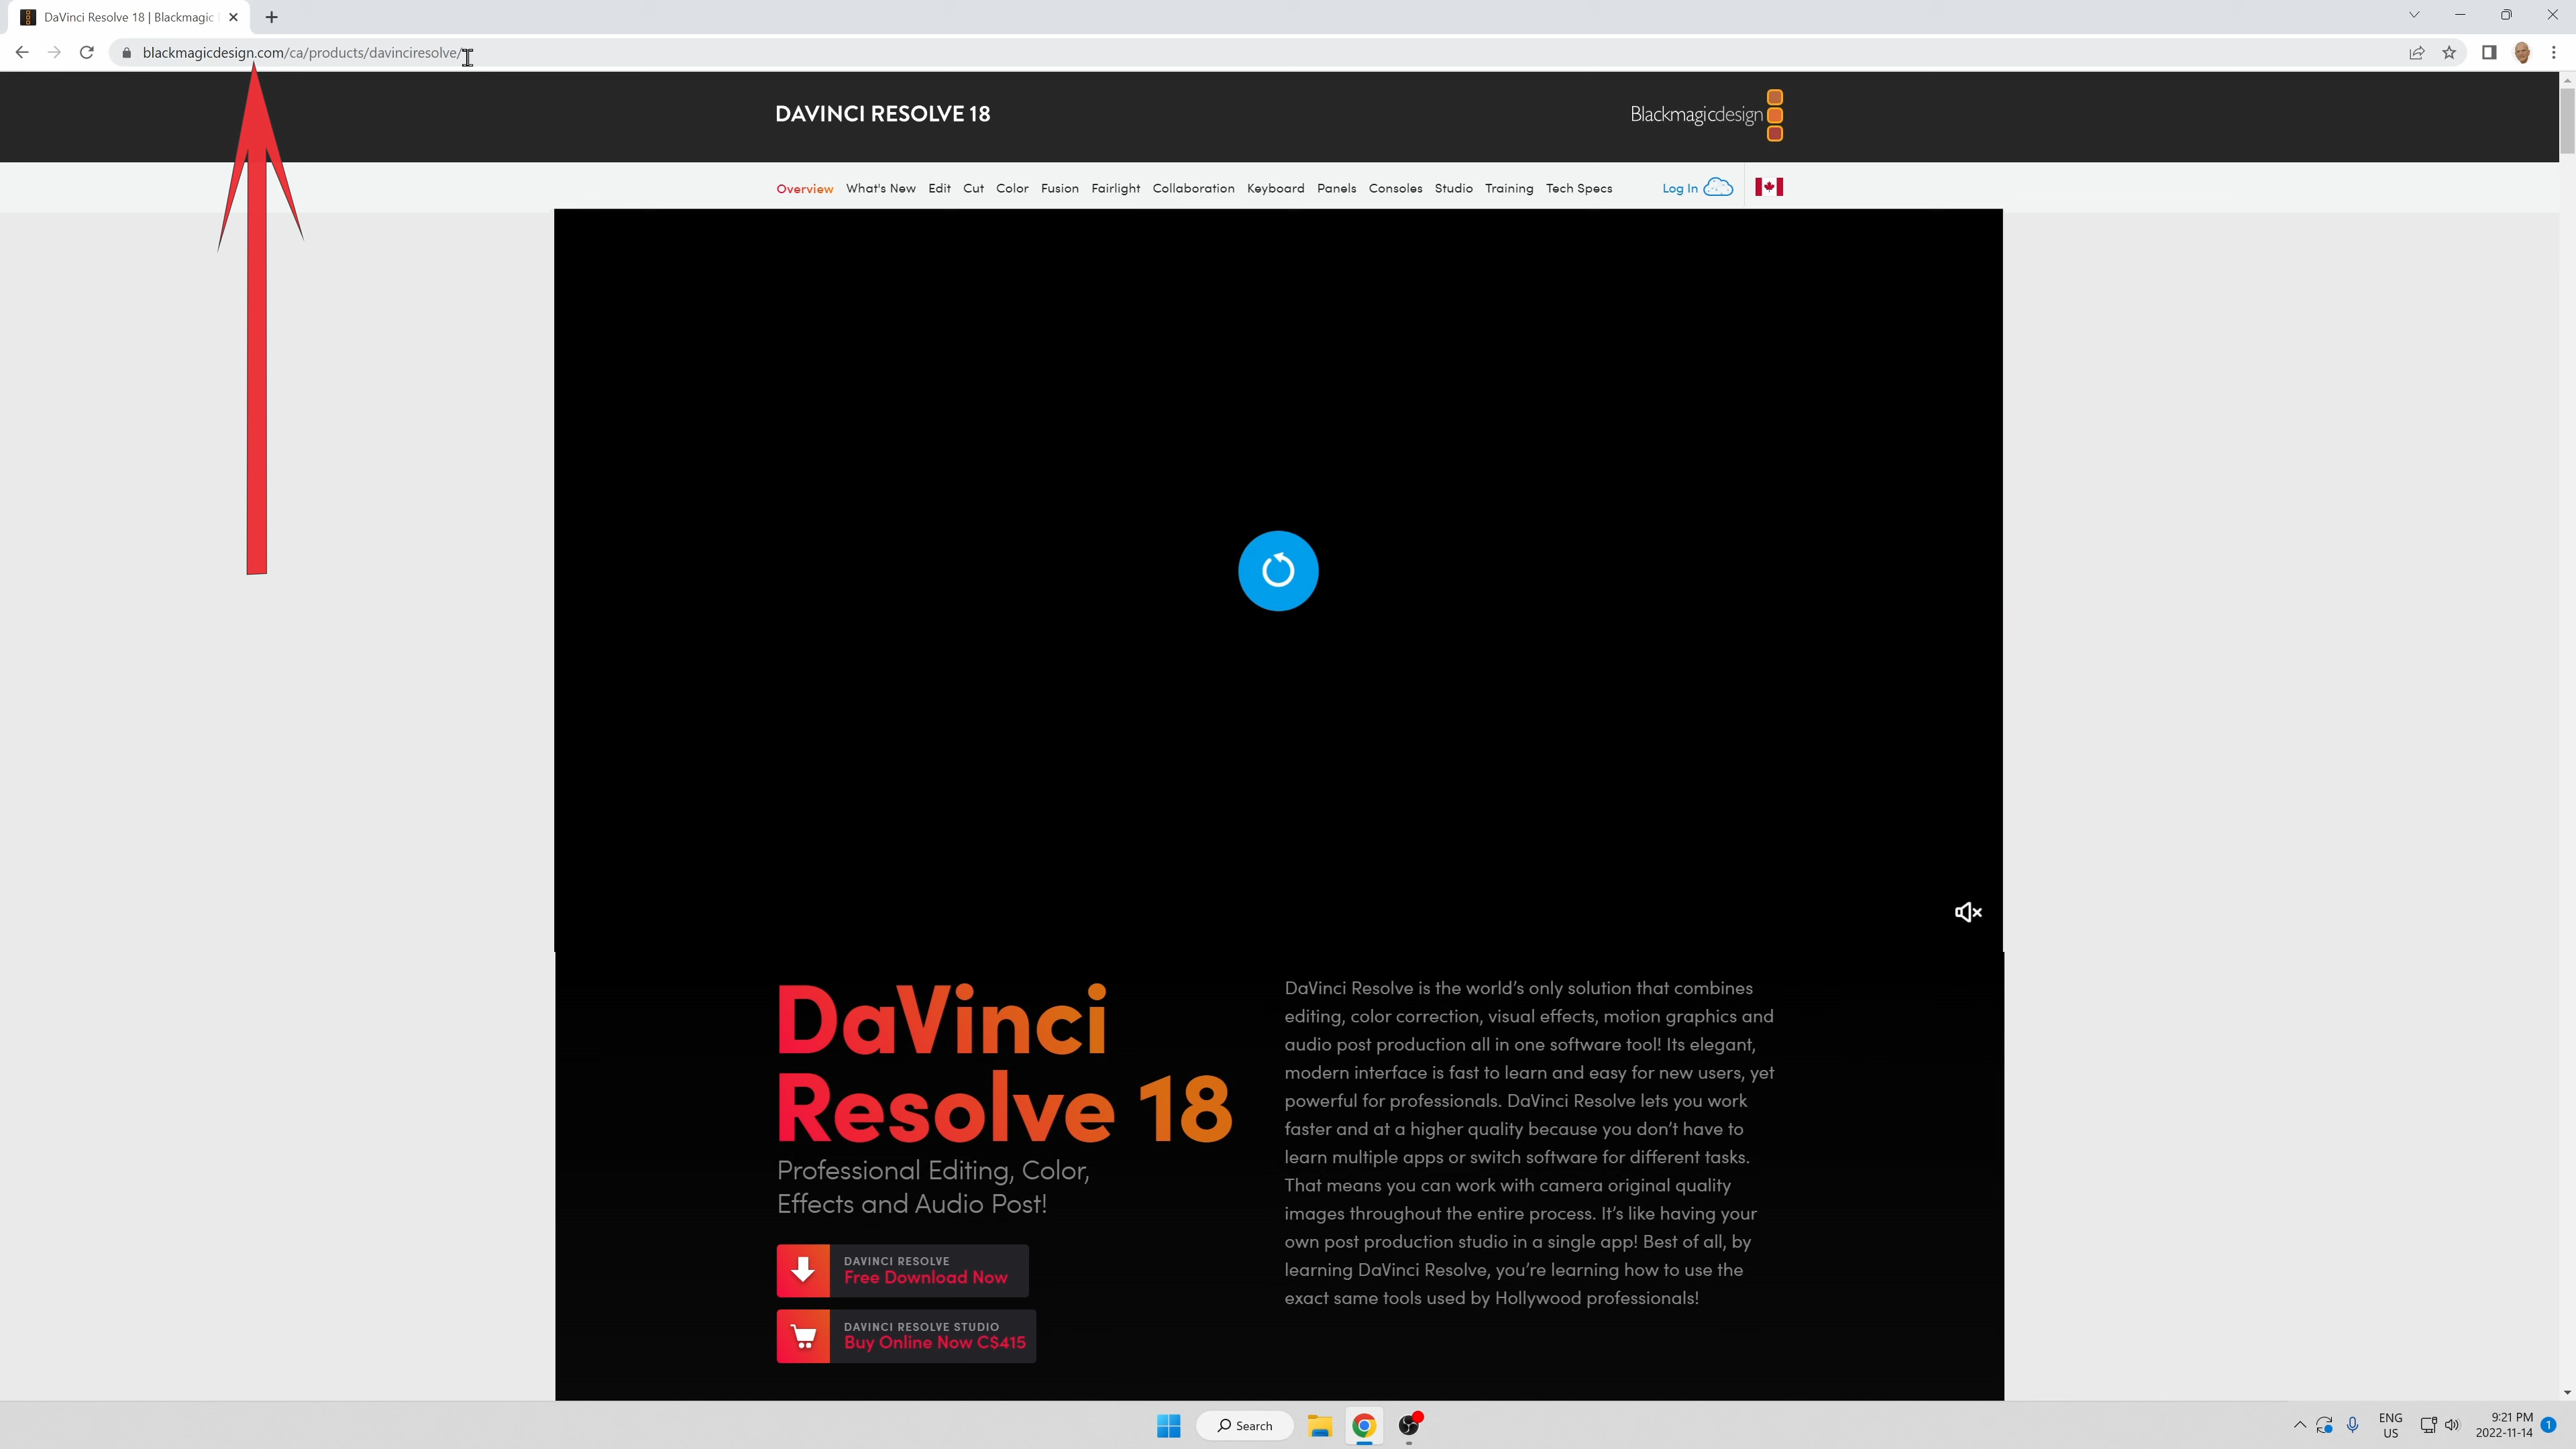 DaVinci Resolve 18 | Blackmagic
blackmagicdesign.com/ca/products/davinciresolve/
DAVINCI RESOLVE 18
Blackmagicdesign
Overview What's New Edit Cut Color Fusion Fairlight Collaboration Keyboard Panels Consoles Studio Training Tech Specs Log In
DaVinci
Resolve 18
Professional Editing, Color,
Effects and Audio Post!
DAVINCI RESOLVE
Free Download Now
DAVINCI RESOLVE STUDIO
Buy Online Now C$415
DaVinci Resolve is the world's only solution that combines
editing, color correction, visual effects, motion graphics and
audio post production all in one software tool! Its elegant,
modern interface is fast to learn and easy for new users, yet
powerful for professionals. DaVinci Resolve lets you work
faster and at a higher quality because you don't have to
learn multiple apps or switch software for different tasks.
That means you can work with camera original quality
images throughout the entire process. It's like having your
own post production studio in a single app! Best of all, by
learning DaVinci Resolve, you're learning how to use the
exact same tools used by Hollywood professionals!
Search
ENG
US
9:21 PM
2022-11-14
1